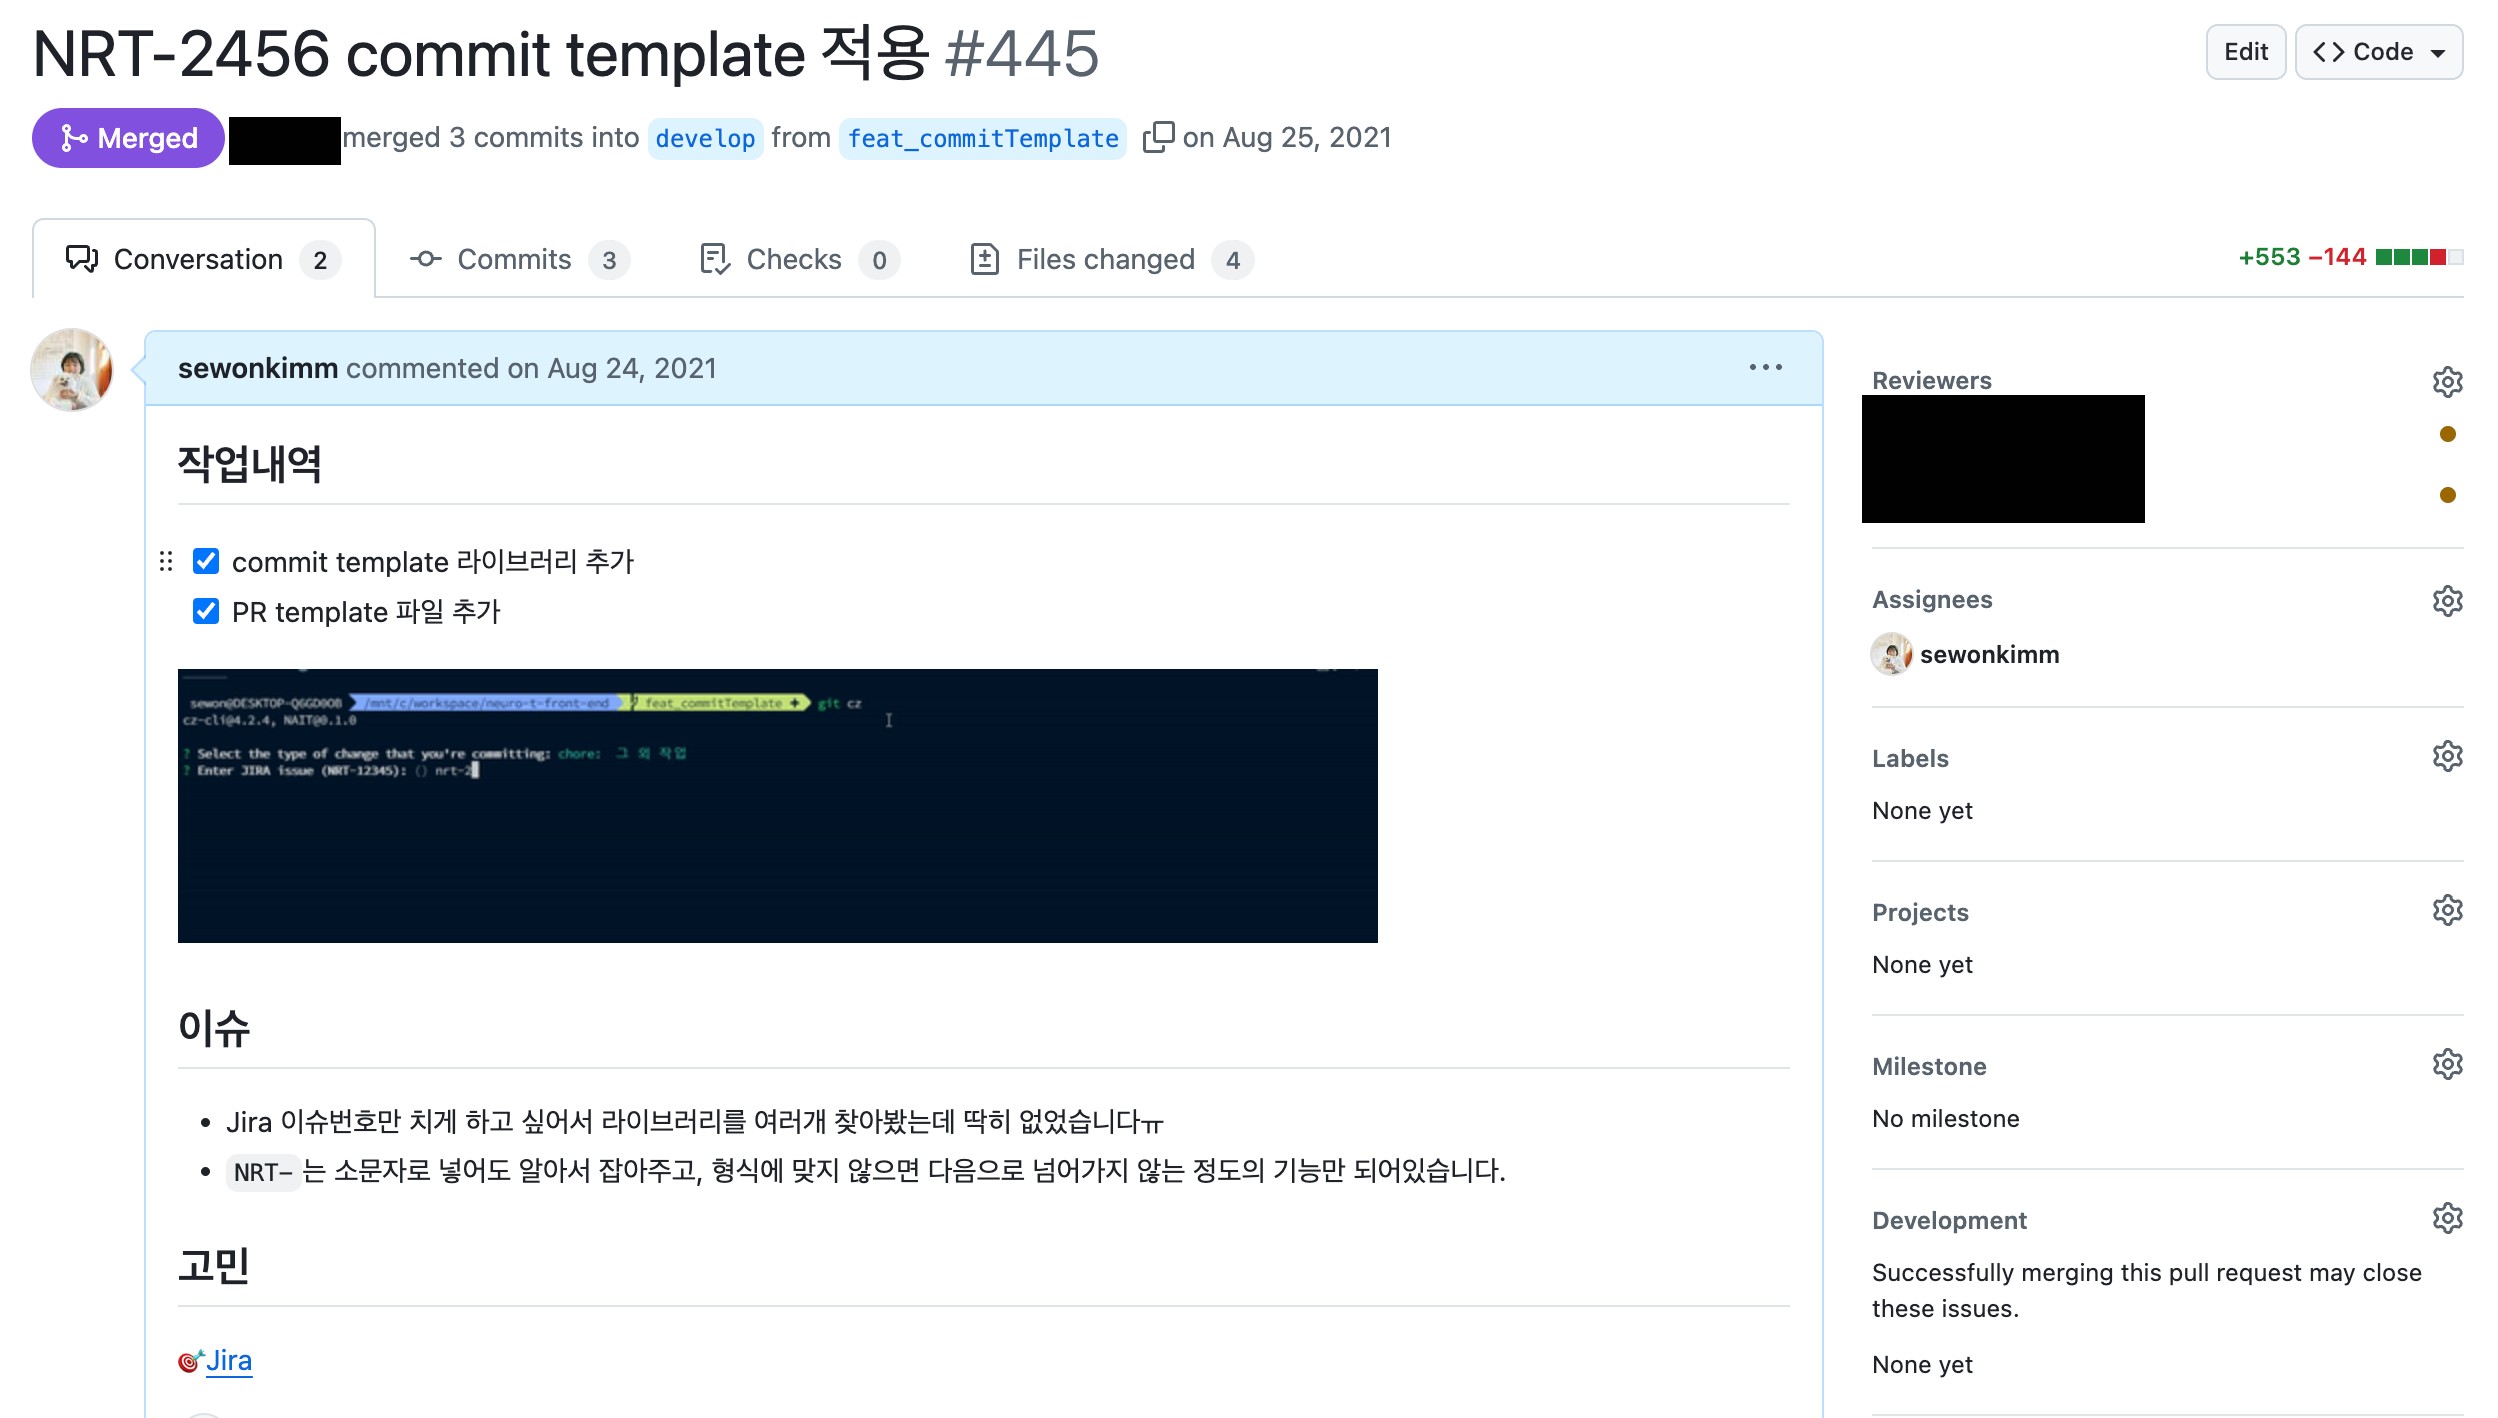 NRT-2456 commit template 적용 #445
Edit
Code
Merged
merged 3 commits into develop from feat_commitTemplate on Aug 25, 2021
Conversation 2
Commits 3
Checks 0
Files changed 4
+553 −144
sewonkimm commented on Aug 24, 2021
작업내역
commit template 라이브러리 추가
PR template 파일 추가
sewon@DESKTOP-Q6GD0OB /mnt/c/workspace/neuro-t-front-end feat_commitTemplate git cz
cz-cli@4.2.4, NAIT@0.1.0
? Select the type of change that you're committing: chore: 그 외 작업
? Enter JIRA issue (NRT-12345): () nrt-2
이슈
Jira 이슈번호만 치게 하고 싶어서 라이브러리를 여러개 찾아봤는데 딱히 없었습니다ㅠ
NRT-는 소문자로 넣어도 알아서 잡아주고, 형식에 맞지 않으면 다음으로 넘어가지 않는 정도의 기능만 되어있습니다.
고민
Jira
Reviewers
Assignees
sewonkimm
Labels
None yet
Projects
None yet
Milestone
No milestone
Development
Successfully merging this pull request may close
these issues.
None yet